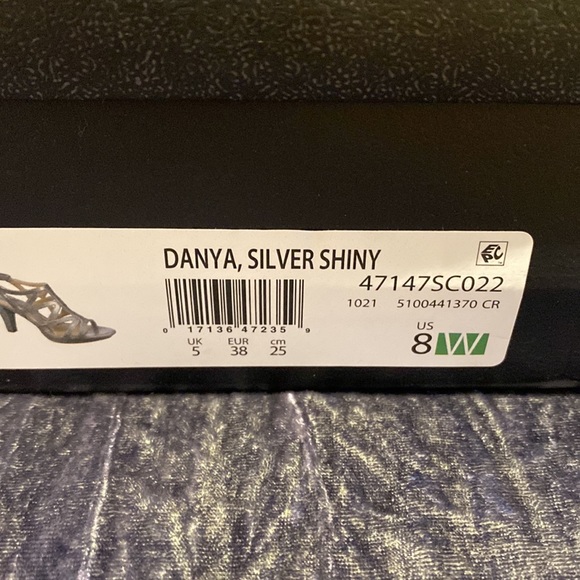 DANYA, SILVER SHINY
47147SC022
1021 5100441370 CR
0 17136 47235 9
UK EUR cm US
5 38 25 8 W